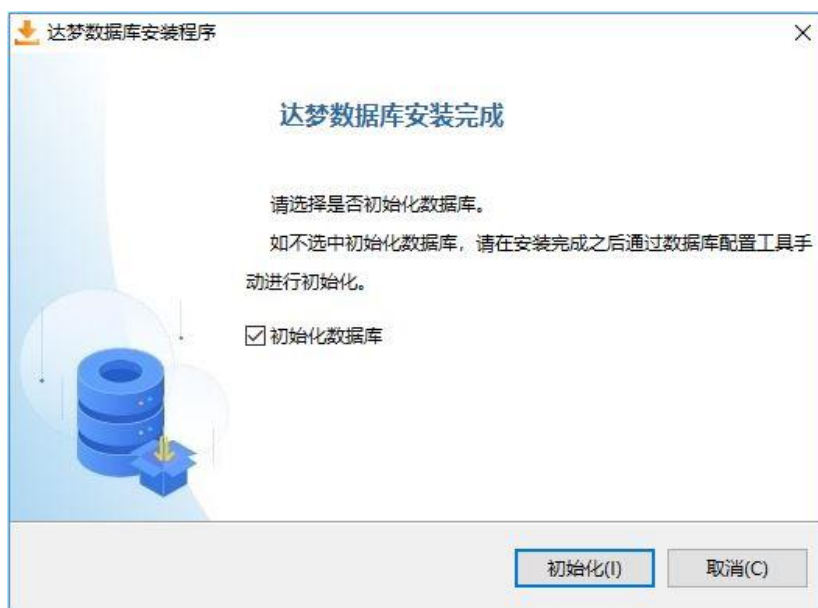 达梦数据库安装程序
达梦数据库安装完成
请选择是否初始化数据库。
如不选中初始化数据库，请在安装完成之后通过数据库配置工具手
动进行初始化。
初始化数据库
初始化(I) 取消(C)